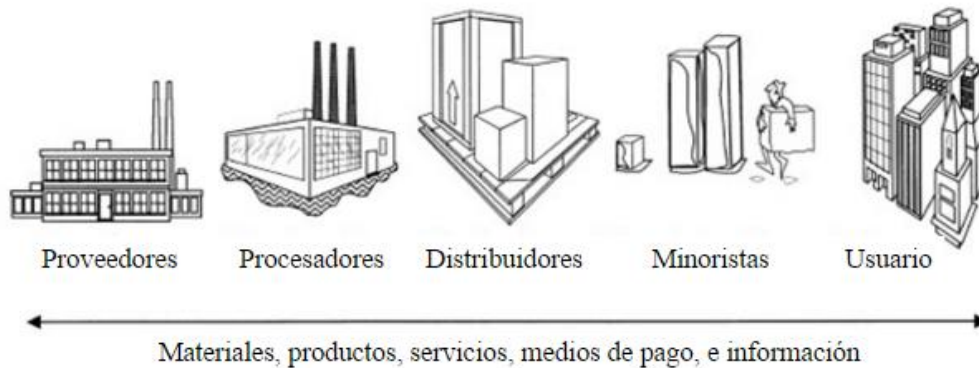 Proveedores Procesadores Distribuidores Minoristas Usuario
Materiales, productos, servicios, medios de pago, e información